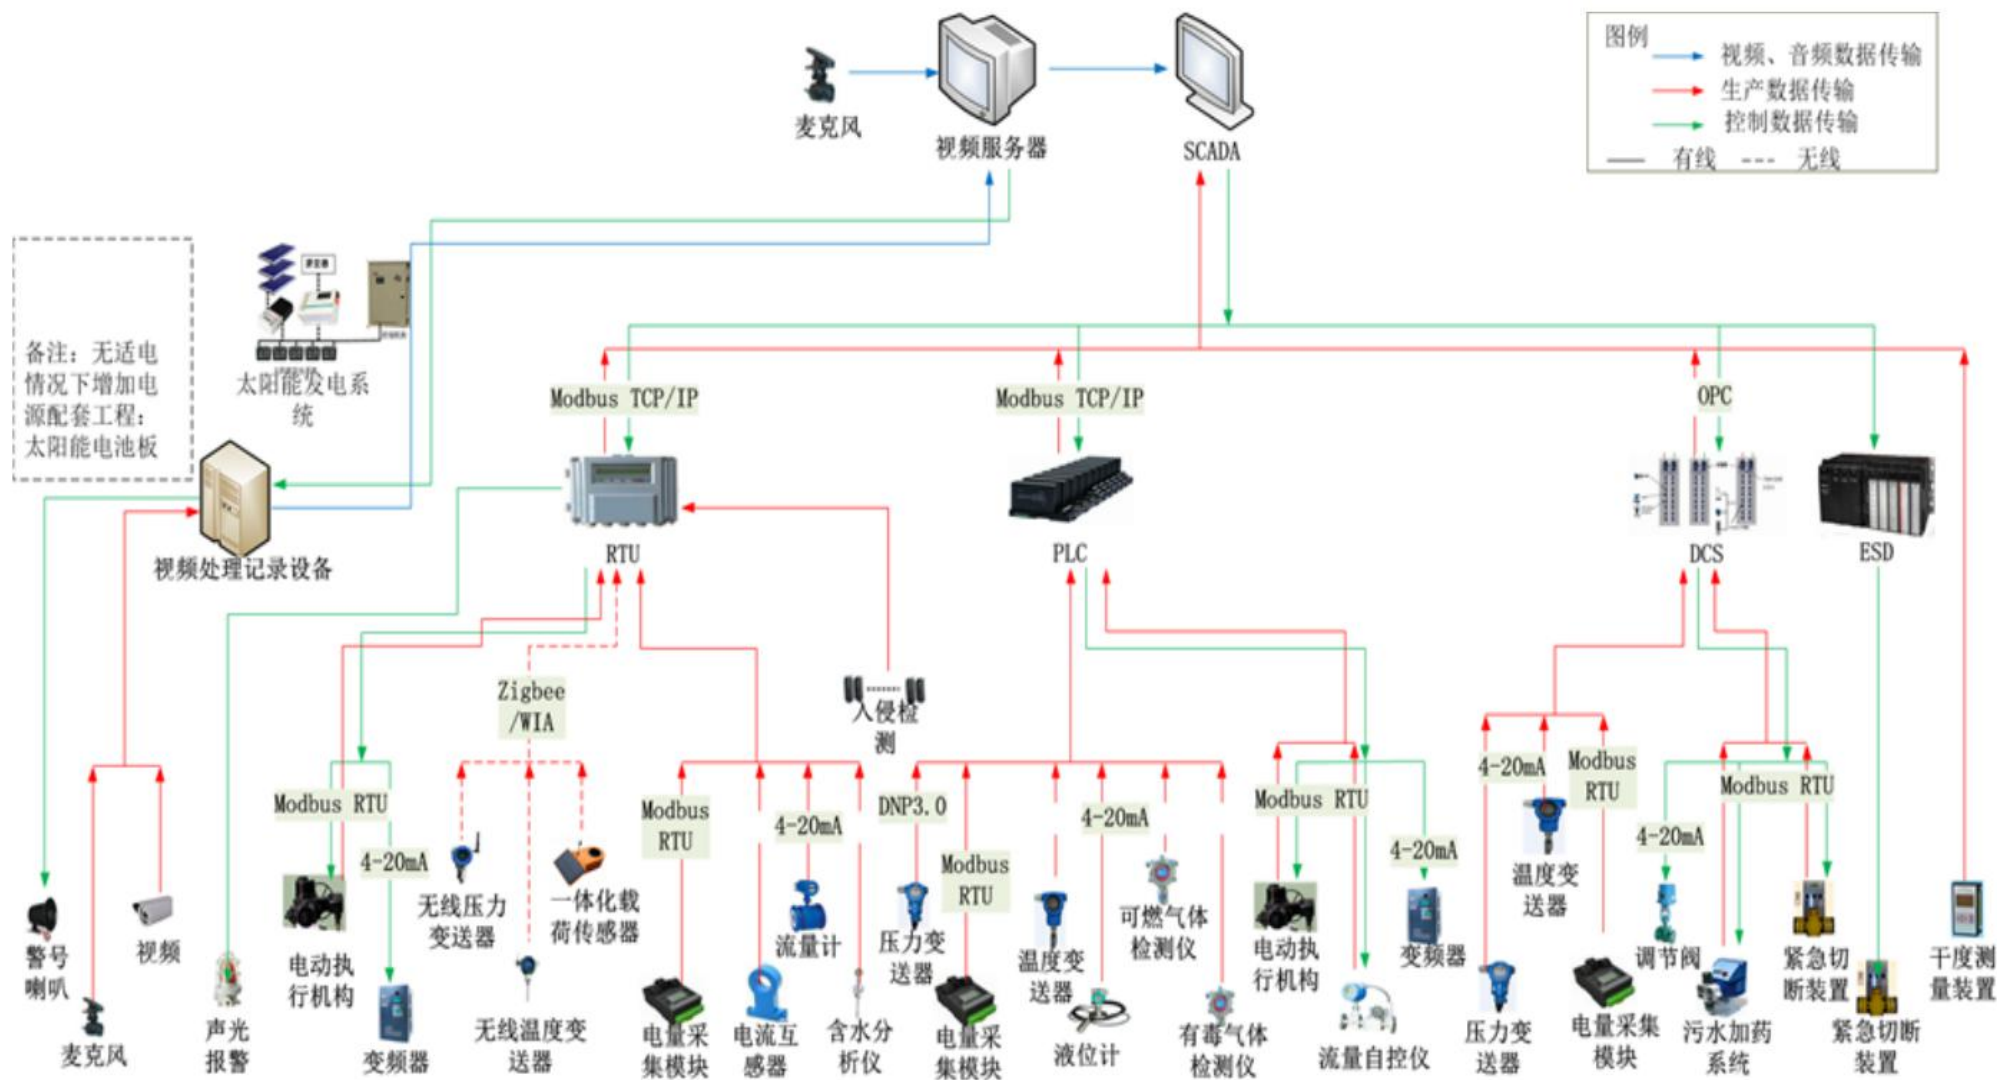 图例
视频、音频数据传输
生产数据传输
控制数据传输
有线
无线
麦克风
视频服务器
SCADA
备注：无适电
情况下增加电
源配套工程：
太阳能电池板
逆变器
太阳能发电系
统
Modbus TCP/IP
Modbus TCP/IP
OPC
视频处理记录设备
RTU
PLC
DCS
ESD
Zigbee
/WIA
入侵检
测
Modbus RTU
4-20mA
Modbus
RTU
4-20mA
DNP3.0
Modbus
RTU
4-20mA
Modbus RTU
4-20mA
4-20mA
Modbus
RTU
4-20mA
Modbus RTU
警号
喇叭
麦克风
视频
声光
报警
电动执
行机构
变频器
无线压力
变送器
无线温度变
送器
一体化载
荷传感器
电量采
集模块
电流互
感器
流量计
含水分
析仪
压力变
送器
电量采
集模块
温度变
送器
液位计
可燃气体
检测仪
有毒气体
检测仪
电动执
行机构
流量自控仪
变频器
压力变
送器
温度变
送器
电量采集
模块
调节阀
污水加药
系统
紧急切
断装置
紧急切断
装置
干度测
量装置